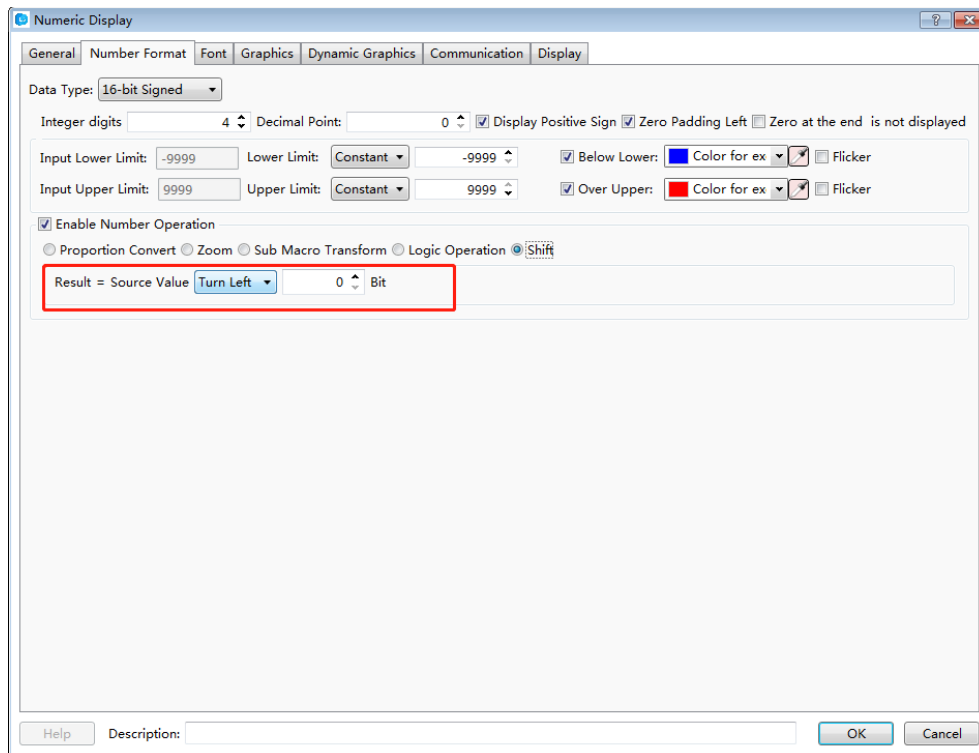 Numeric Display
General Number Format Font Graphics Dynamic Graphics Communication Display
Data Type: 16-bit Signed
Integer digits 4 Decimal Point: 0 Display Positive Sign Zero Padding Left Zero at the end is not displayed
Input Lower Limit: -9999 Lower Limit: Constant -9999 Below Lower: Color for ex Flicker
Input Upper Limit: 9999 Upper Limit: Constant 9999 Over Upper: Color for ex Flicker
Enable Number Operation
Proportion Convert Zoom Sub Macro Transform Logic Operation Shift
Result = Source Value Turn Left 0 Bit
Help Description: OK Cancel